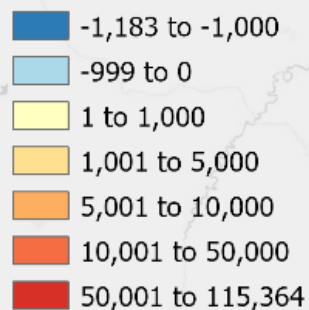 -1,183 to -1,000
-999 to 0
1 to 1,000
1,001 to 5,000
5,001 to 10,000
10,001 to 50,000
50,001 to 115,364